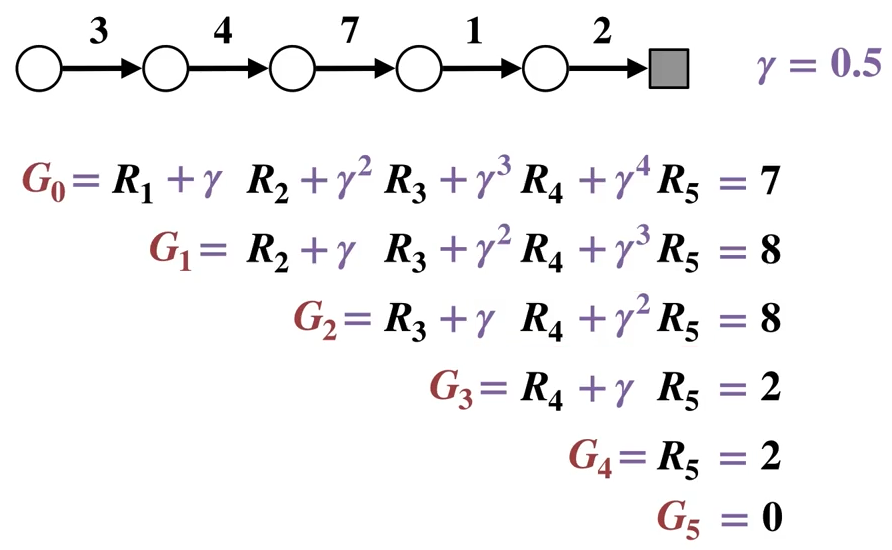 3 4 7 1 2
γ = 0.5
G₀ = R₁ + γ R₂ + γ² R₃ + γ³ R₄ + γ⁴ R₅ = 7
G₁ = R₂ + γ R₃ + γ² R₄ + γ³ R₅ = 8
G₂ = R₃ + γ R₄ + γ² R₅ = 8
G₃ = R₄ + γ R₅ = 2
G₄ = R₅ = 2
G₅ = 0